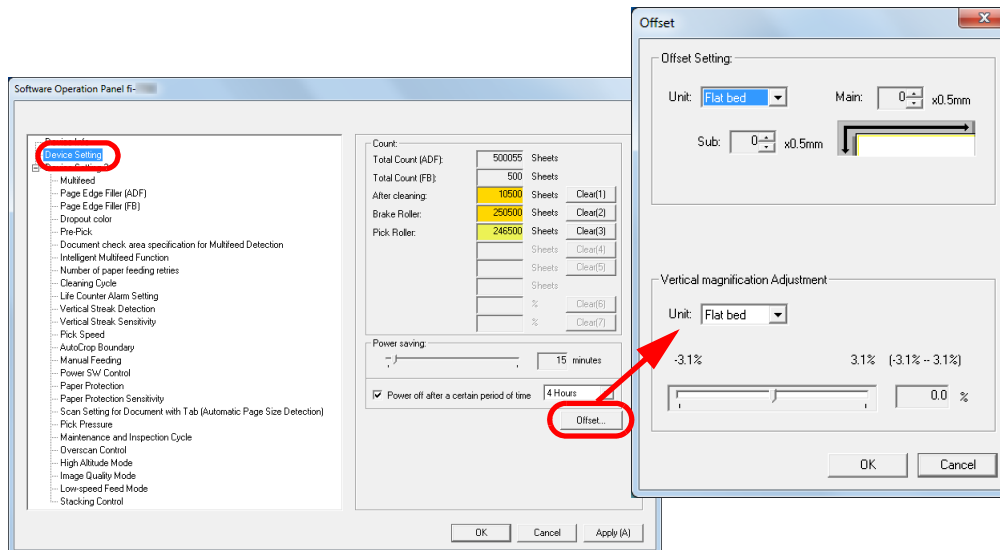 Software Operation Panel fi-
Device Setting
Multifeed
Page Edge Filler (ADF)
Page Edge Filler (FB)
Dropout color
Pre-Pick
Document check area specification for Multifeed Detection
Intelligent Multifeed Function
Number of paper feeding retries
Cleaning Cycle
Life Counter Alarm Setting
Vertical Streak Detection
Vertical Streak Sensitivity
Pick Speed
AutoCrop Boundary
Manual Feeding
Power SW Control
Paper Protection
Paper Protection Sensitivity
Scan Setting for Document with Tab (Automatic Page Size Detection)
Pick Pressure
Maintenance and Inspection Cycle
Overscan Control
High Altitude Mode
Image Quality Mode
Low-speed Feed Mode
Stacking Control
Count:
Total Count (ADF): 500055 Sheets
Total Count (FB): 500 Sheets
After cleaning: 10500 Sheets Clear(1)
Brake Roller: 250500 Sheets Clear(2)
Pick Roller: 246500 Sheets Clear(3)
Sheets Clear(4)
Sheets Clear(5)
Sheets
% Clear(6)
% Clear(7)
Power saving:
15 minutes
Power off after a certain period of time 4 Hours
Offset...
OK Cancel Apply (A)
Offset
Offset Setting:
Unit: Flat bed Main: 0 x0.5mm
Sub: 0 x0.5mm
Vertical magnification Adjustment
Unit: Flat bed
-3.1% 3.1% (-3.1% -- 3.1%)
0.0 %
OK Cancel